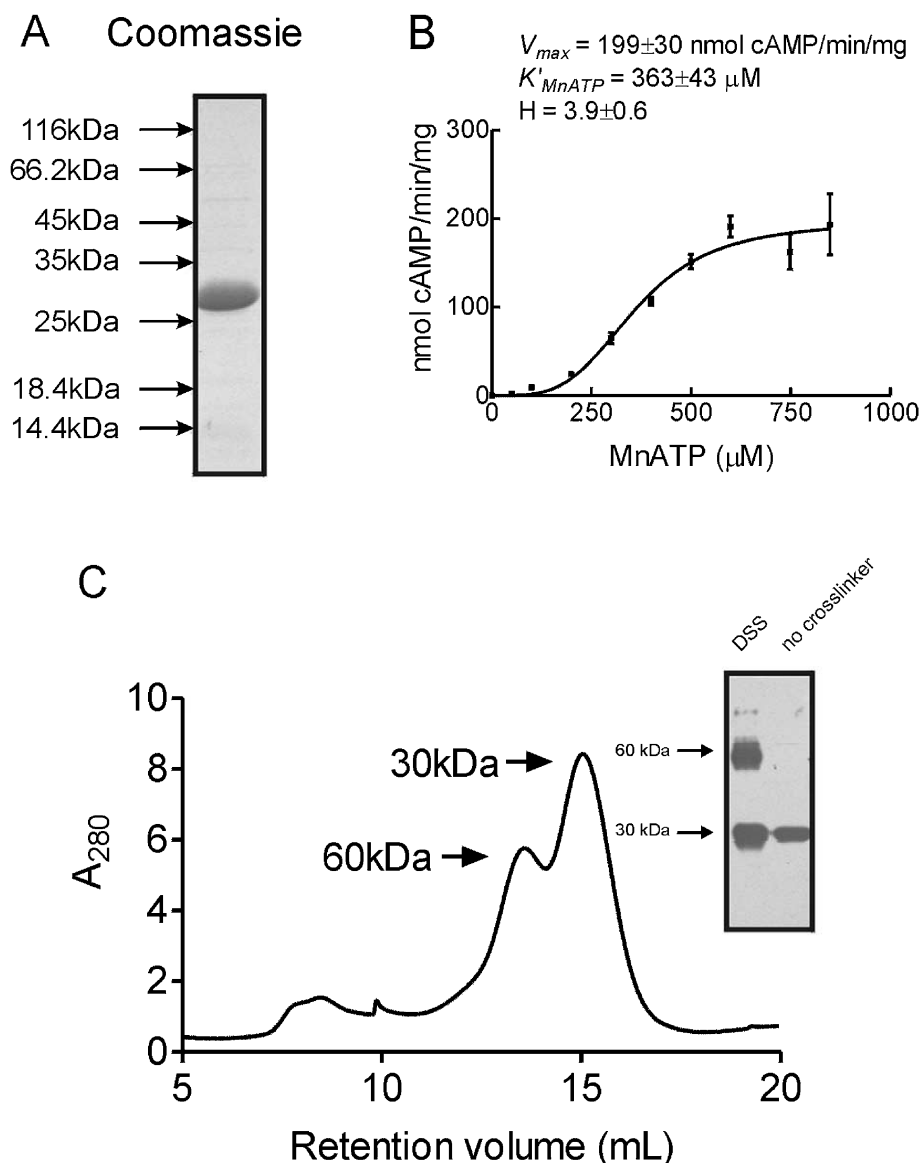 A Coomassie
116kDa
66.2kDa
45kDa
35kDa
25kDa
18.4kDa
14.4kDa
B
Vmax = 199±30 nmol cAMP/min/mg
K'MnATP = 363±43 μM
H = 3.9±0.6
nmol cAMP/min/mg
300
200
100
0
0 250 500 750 1000
MnATP (μM)
C
DSS
no crosslinker
60 kDa
30 kDa
30kDa
60kDa
A280
10
8
6
4
2
0
5 10 15 20
Retention volume (mL)